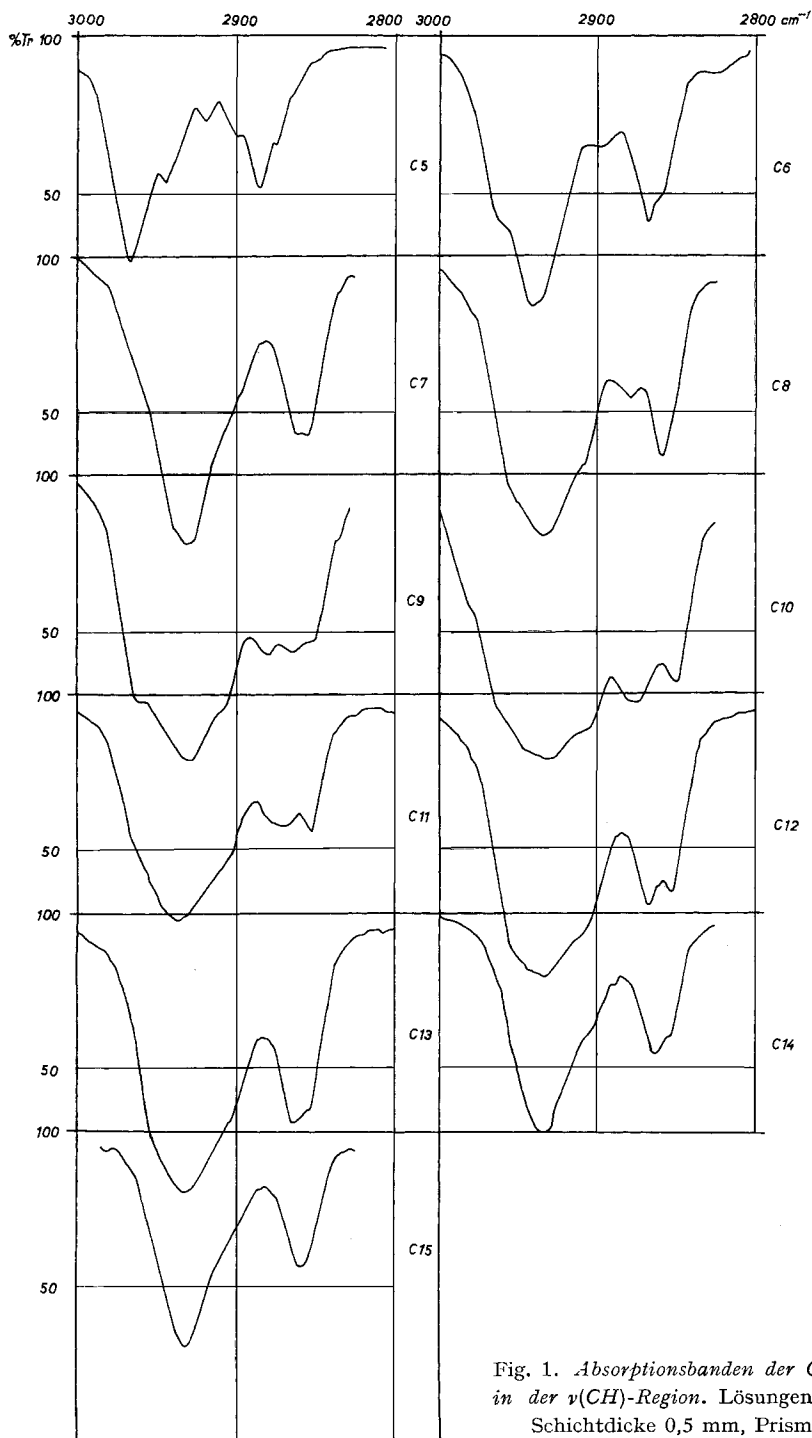 3000 2900 2800 3000 2900 2800 cm⁻¹
%Tr 100
C5 C6
50
100
C7 C8
50
100
C9 C10
50
100
C11 C12
50
100
C13 C14
50
100
C15
50
Fig. 1. Absorptionsbanden der
in der ν(CH)-Region. Lösungen
Schichtdicke 0,5 mm, Prism